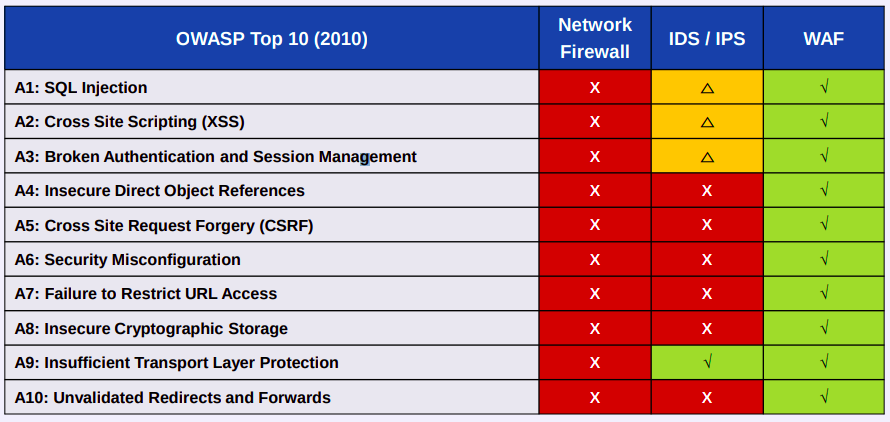 OWASP Top 10 (2010) Network Firewall IDS / IPS WAF
A1: SQL Injection X △ √
A2: Cross Site Scripting (XSS) X △ √
A3: Broken Authentication and Session Management X △ √
A4: Insecure Direct Object References X X √
A5: Cross Site Request Forgery (CSRF) X X √
A6: Security Misconfiguration X X √
A7: Failure to Restrict URL Access X X √
A8: Insecure Cryptographic Storage X X √
A9: Insufficient Transport Layer Protection X √ √
A10: Unvalidated Redirects and Forwards X X √